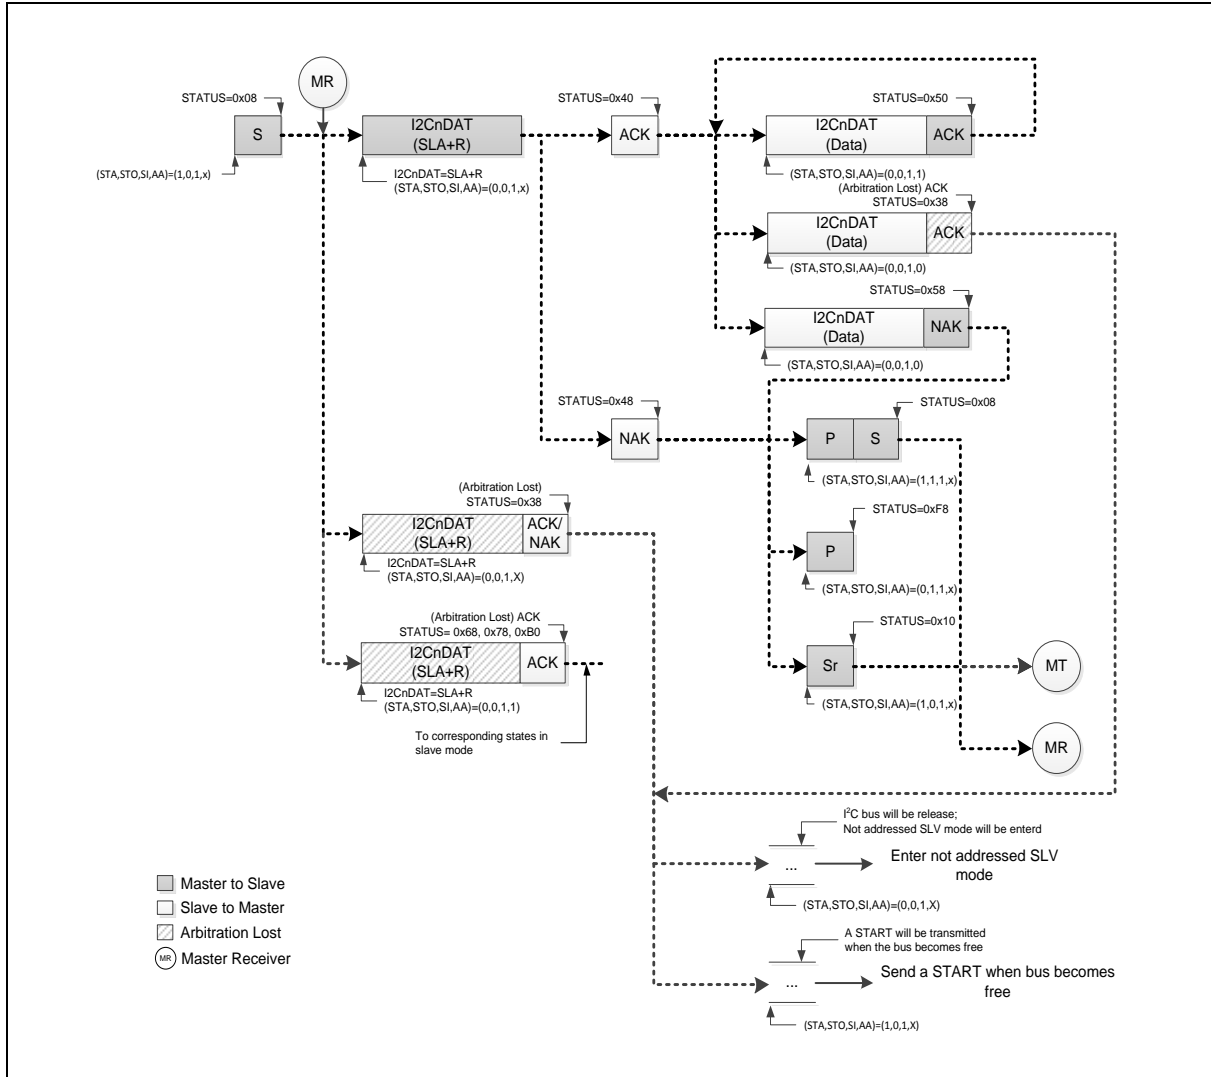 MR
STATUS=0x08
S
(STA,STO,SI,AA)=(1,0,1,x)
I2CnDAT
(SLA+R)
I2CnDAT=SLA+R
(STA,STO,SI,AA)=(0,0,1,x)
STATUS=0x40
ACK
STATUS=0x50
I2CnDAT
(Data)
ACK
(STA,STO,SI,AA)=(0,0,1,1)
(Arbitration Lost) ACK
STATUS=0x38
I2CnDAT
(Data)
ACK
(STA,STO,SI,AA)=(0,0,1,0)
STATUS=0x58
I2CnDAT
(Data)
NAK
(STA,STO,SI,AA)=(0,0,1,0)
STATUS=0x48
NAK
STATUS=0x08
P
S
(STA,STO,SI,AA)=(1,1,1,x)
(Arbitration Lost)
STATUS=0x38
I2CnDAT
(SLA+R)
ACK/
NAK
I2CnDAT=SLA+R
(STA,STO,SI,AA)=(0,0,1,X)
STATUS=0xF8
P
(STA,STO,SI,AA)=(0,1,1,x)
(Arbitration Lost) ACK
STATUS= 0x68, 0x78, 0xB0
I2CnDAT
(SLA+R)
ACK
I2CnDAT=SLA+R
(STA,STO,SI,AA)=(0,0,1,1)
To corresponding states in
slave mode
STATUS=0x10
Sr
(STA,STO,SI,AA)=(1,0,1,x)
MT
MR
I²C bus will be release;
Not addressed SLV mode will be enterd
...
Enter not addressed SLV
mode
(STA,STO,SI,AA)=(0,0,1,X)
A START will be transmitted
when the bus becomes free
...
Send a START when bus becomes
free
(STA,STO,SI,AA)=(1,0,1,X)
Master to Slave
Slave to Master
Arbitration Lost
MR Master Receiver